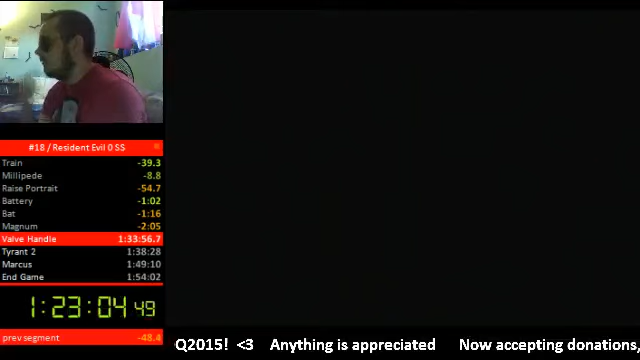 #18 / Resident Evil 0 SS
Train -39.3
Millipede -8.8
Raise Portrait -54.7
Battery -1:02
Bat -1:16
Magnum -2:05
Valve Handle 1:33:56.7
Tyrant 2 1:38:28
Marcus 1:49:10
End Game 1:54:02
1:23:04 49
prev segment -48.4
Q2015! <3 Anything is appreciated Now accepting donations,